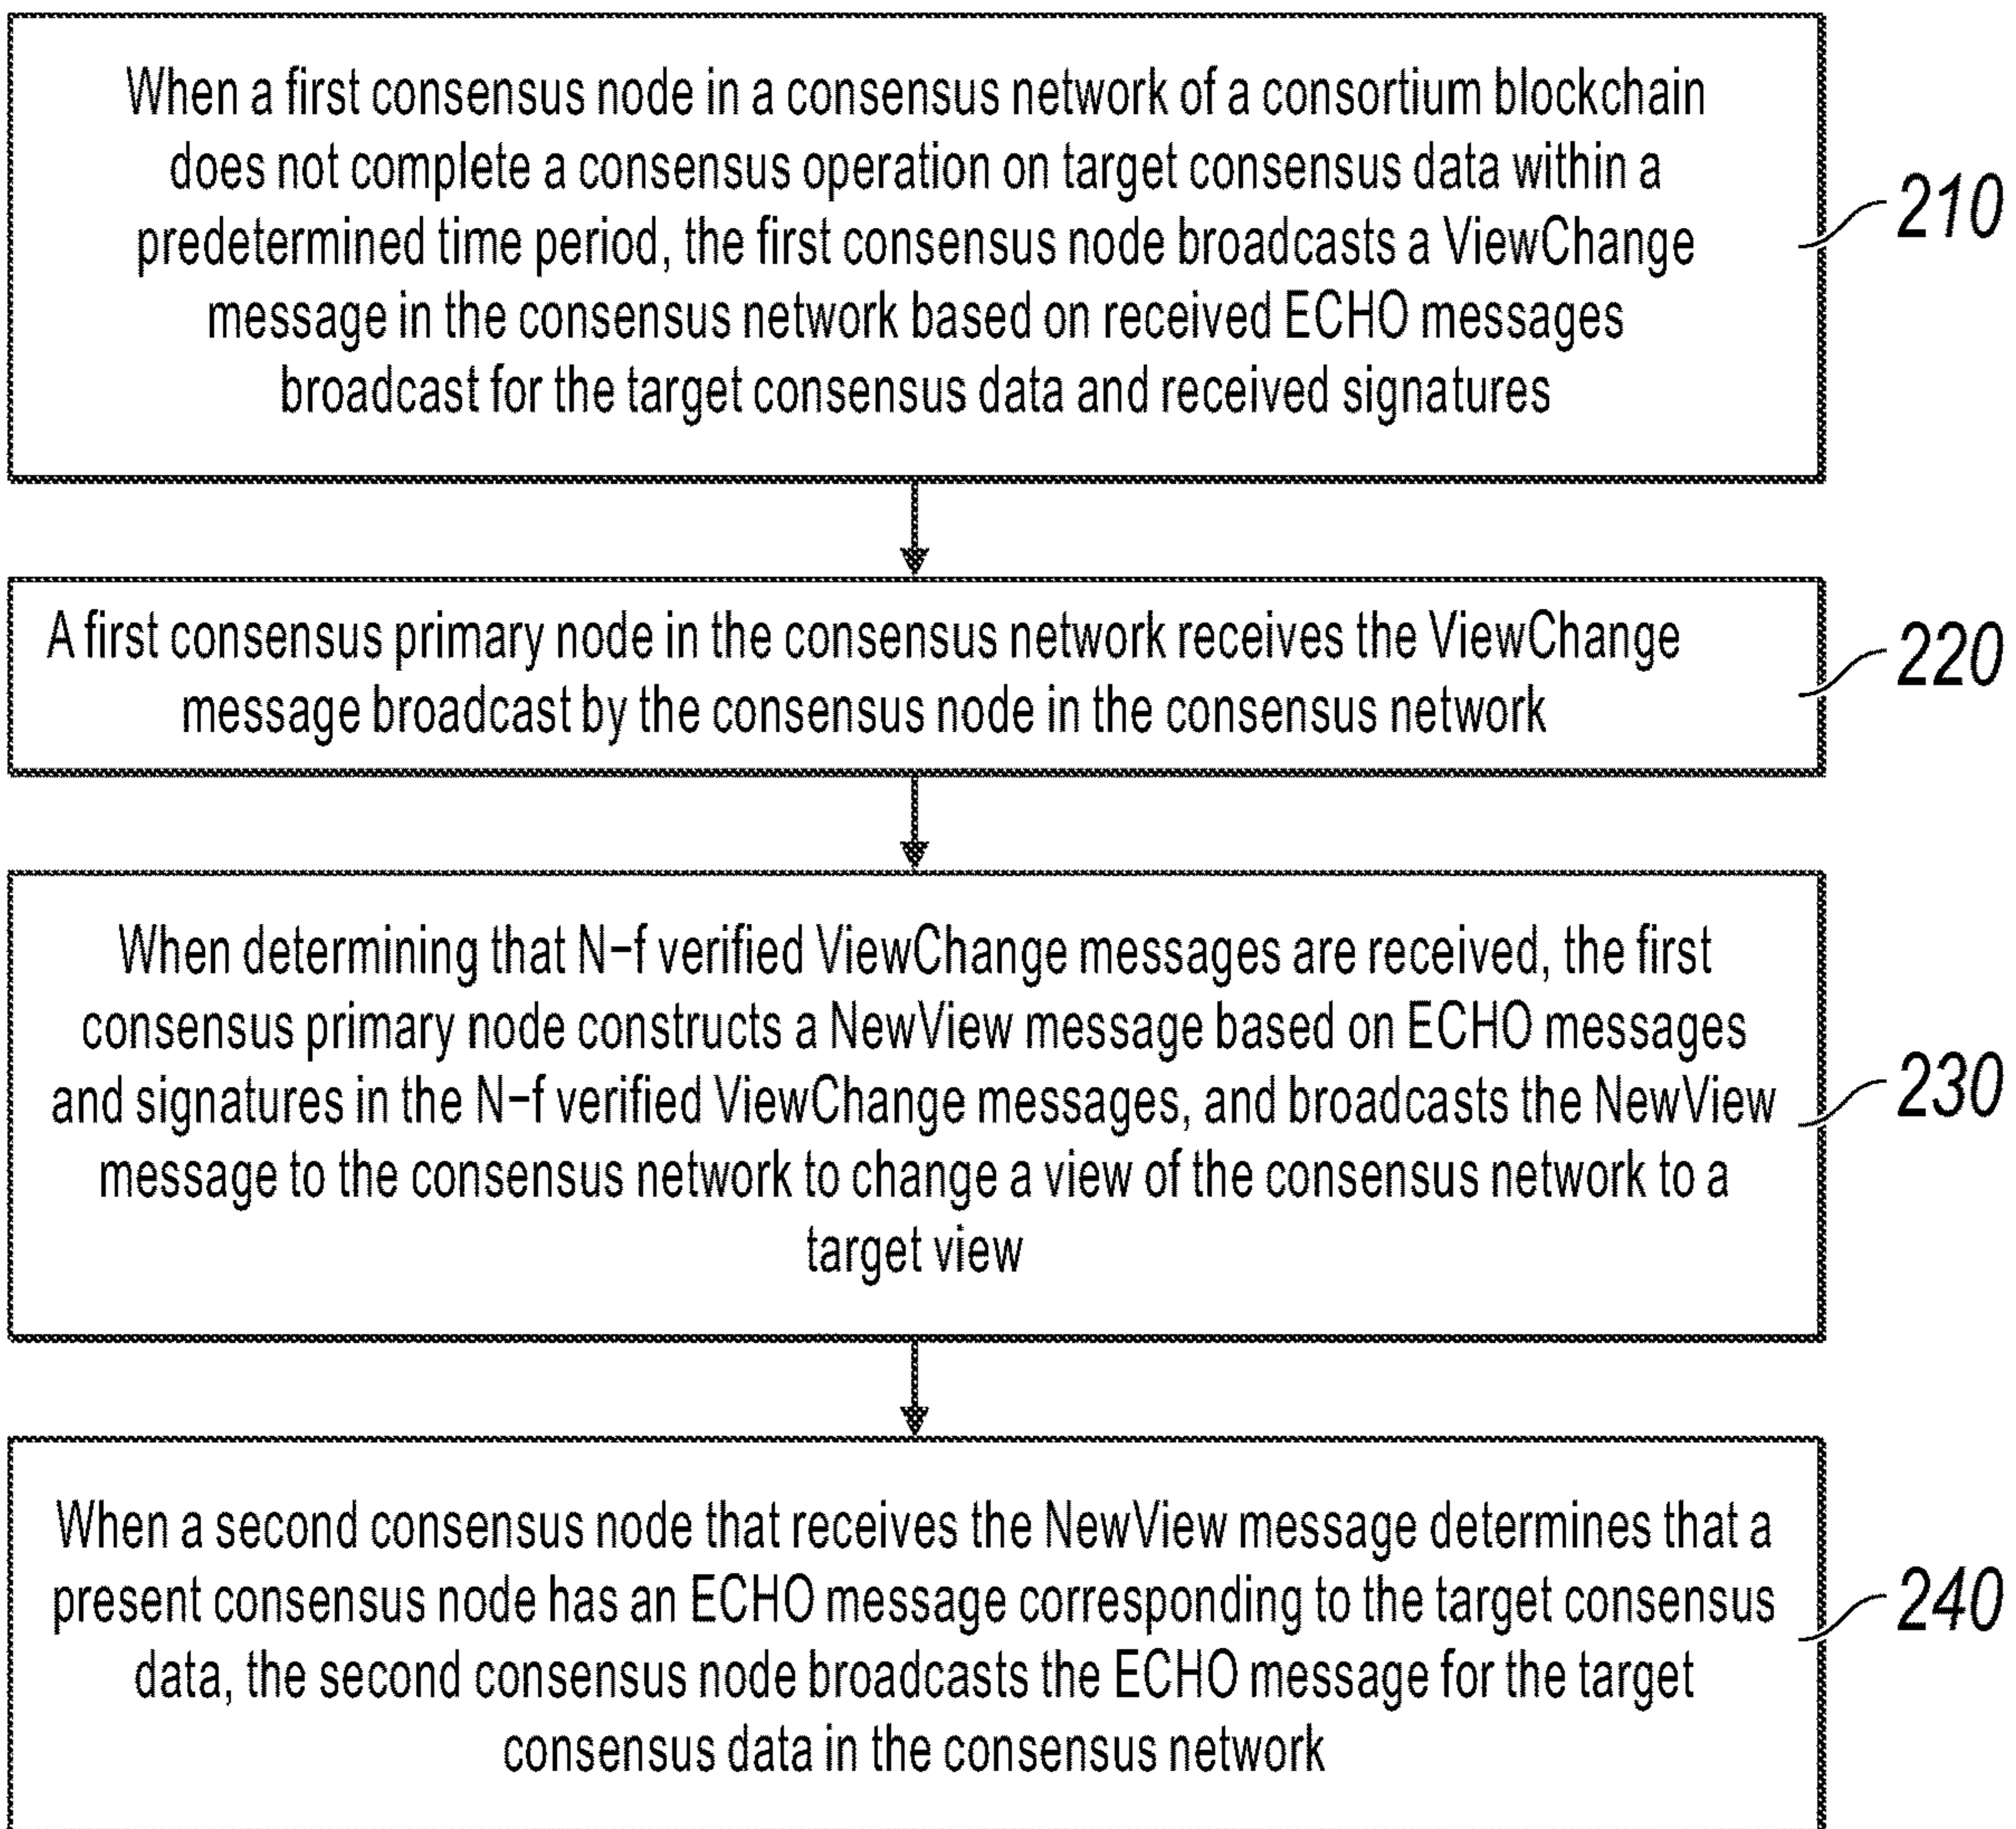 When a first consensus node in a consensus network of a consortium blockchain
does not complete a consensus operation on target consensus data within a
predetermined time period, the first consensus node broadcasts a ViewChange
message in the consensus network based on received ECHO messages
broadcast for the target consensus data and received signatures
210
A first consensus primary node in the consensus network receives the ViewChange
message broadcast by the consensus node in the consensus network
220
When determining that N−f verified ViewChange messages are received, the first
consensus primary node constructs a NewView message based on ECHO messages
and signatures in the N−f verified ViewChange messages, and broadcasts the NewView
message to the consensus network to change a view of the consensus network to a
target view
230
When a second consensus node that receives the NewView message determines that a
present consensus node has an ECHO message corresponding to the target consensus
data, the second consensus node broadcasts the ECHO message for the target
consensus data in the consensus network
240